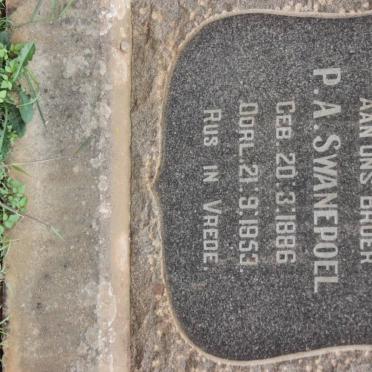 AAN ONS BROER
P. A. SWANEPOEL
GEB. 20.3.1886
OORL. 21.9.1953
RUS IN VREDE.